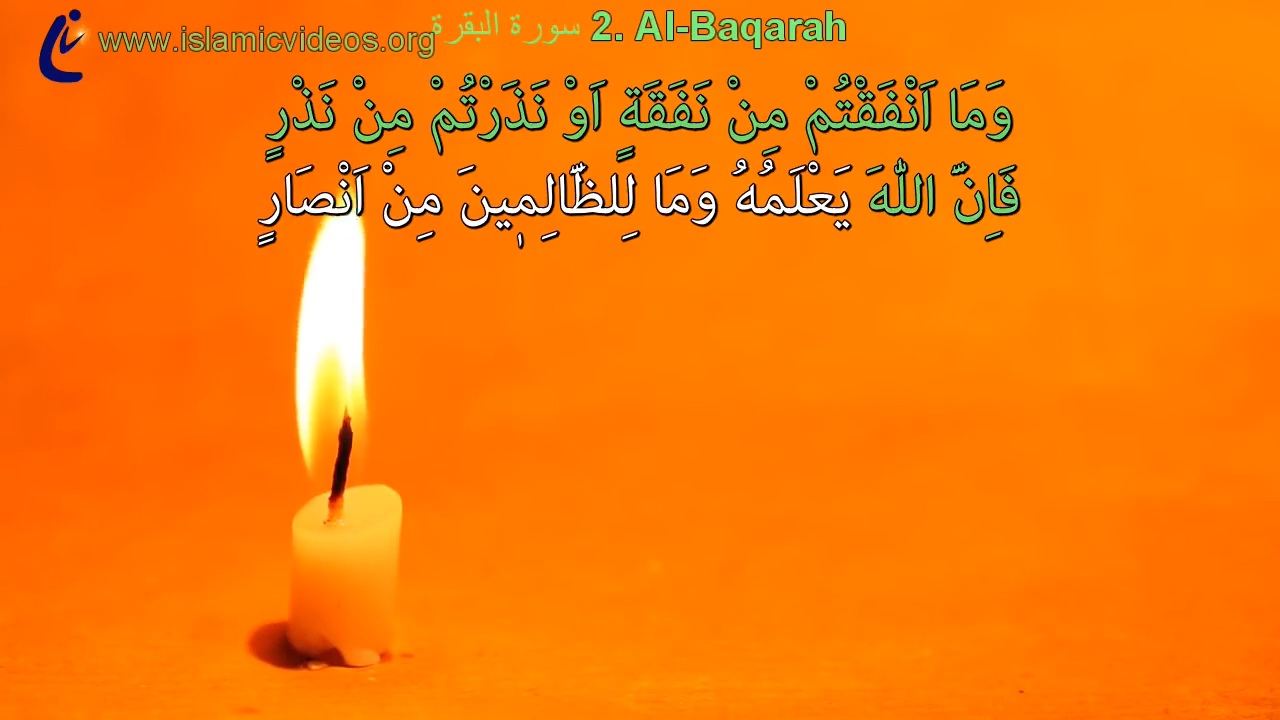 www.islamicvideos.org
سورة البقرة 2. Al-Baqarah
وَمَا اَنْفَقْتُمْ مِنْ نَفَقَةٍ اَوْ نَذَرْتُمْ مِنْ نَذْرٍ
فَاِنَّ اللّٰهَ يَعْلَمُهُ وَمَا لِلظَّالِمٖينَ مِنْ اَنْصَارٍ